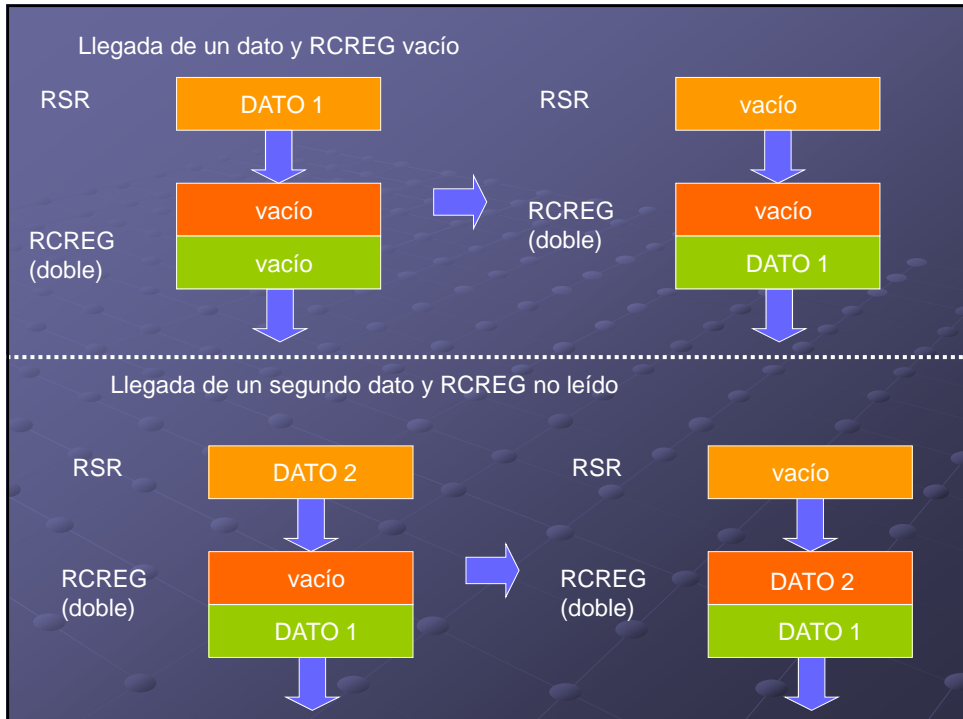 Llegada de un dato y RCREG vacío
RSR
DATO 1
RSR
vacío
RCREG
(doble)
vacío
vacío
RCREG
(doble)
vacío
DATO 1
Llegada de un segundo dato y RCREG no leído
RSR
DATO 2
RSR
vacío
RCREG
(doble)
vacío
DATO 1
RCREG
(doble)
DATO 2
DATO 1